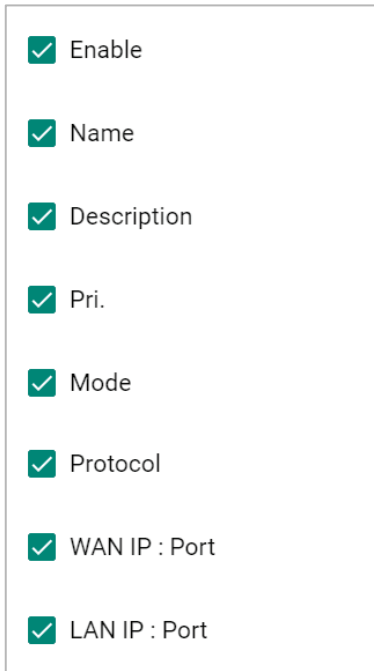 Enable
Name
Description
Pri.
Mode
Protocol
WAN IP : Port
LAN IP : Port